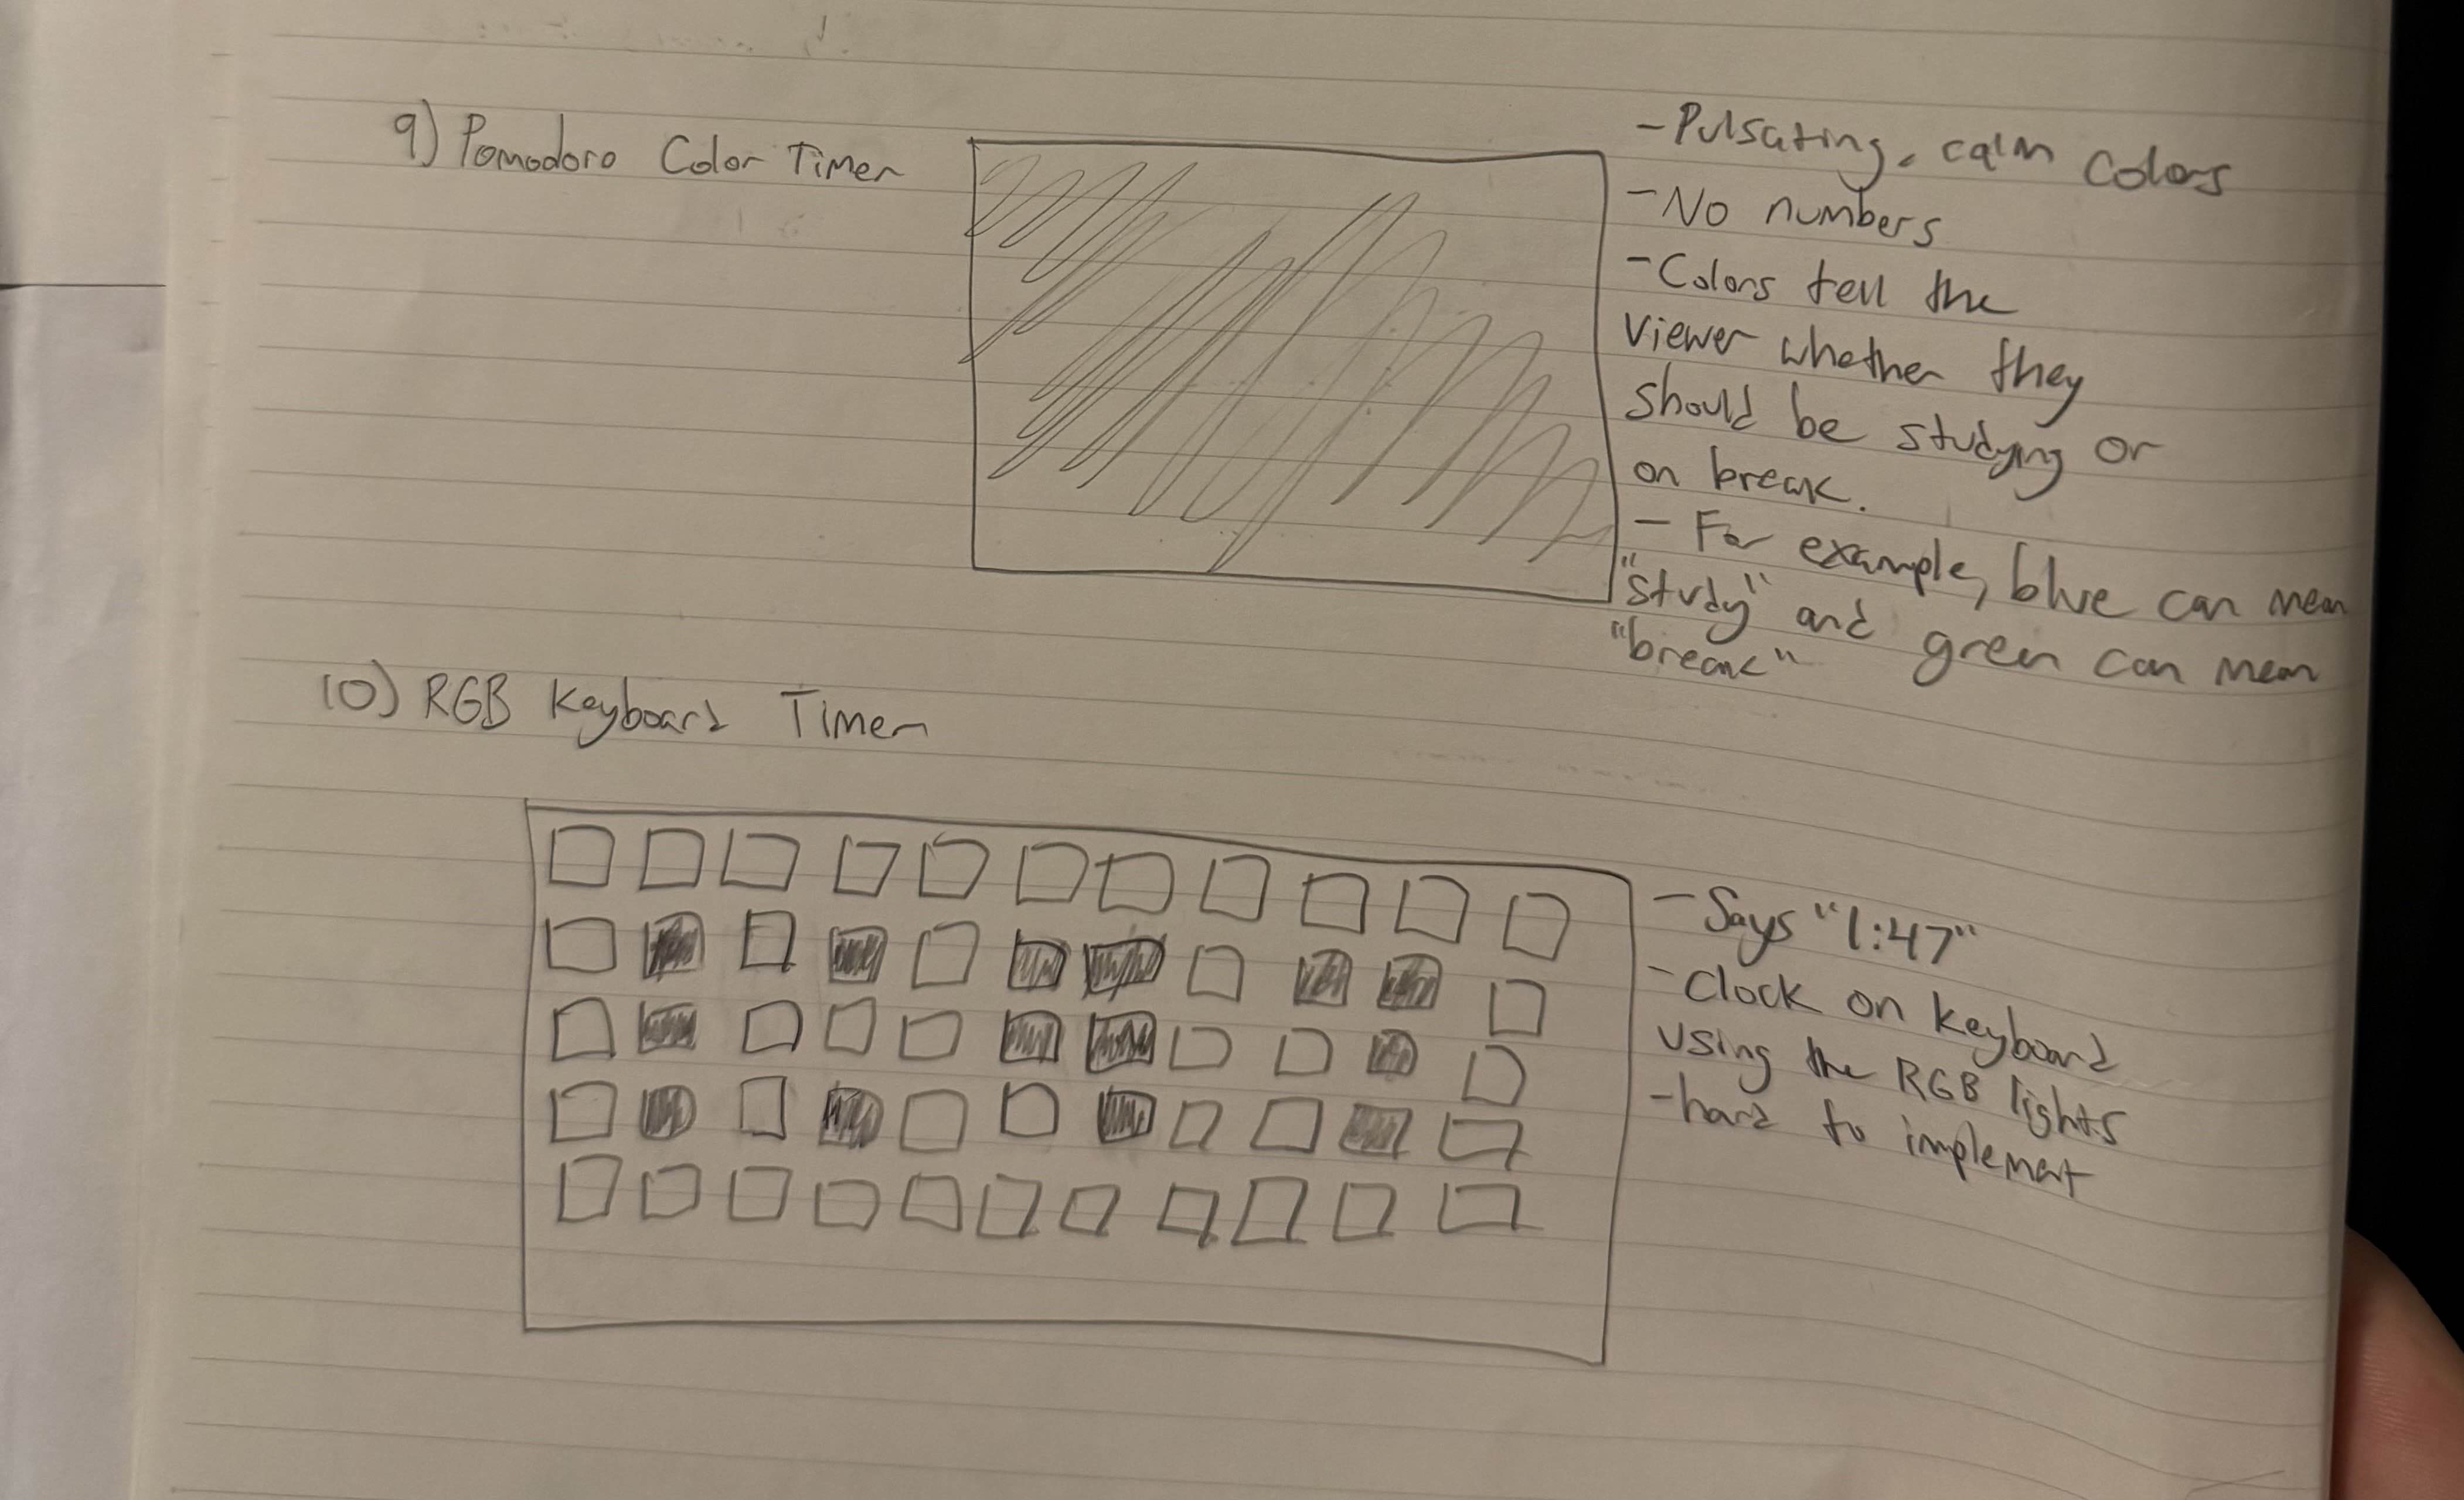 9) Pomodoro Color Timer
- Pulsating, calm colors
- No numbers
- Colors tell the
viewer whether they
should be studying or
on break.
- For example, blue can mean
"study" and green can mean
"break"
10) RGB Keyboard Timer
- Says "1:47"
- Clock on keyboard
using the RGB lights
- hard to implement